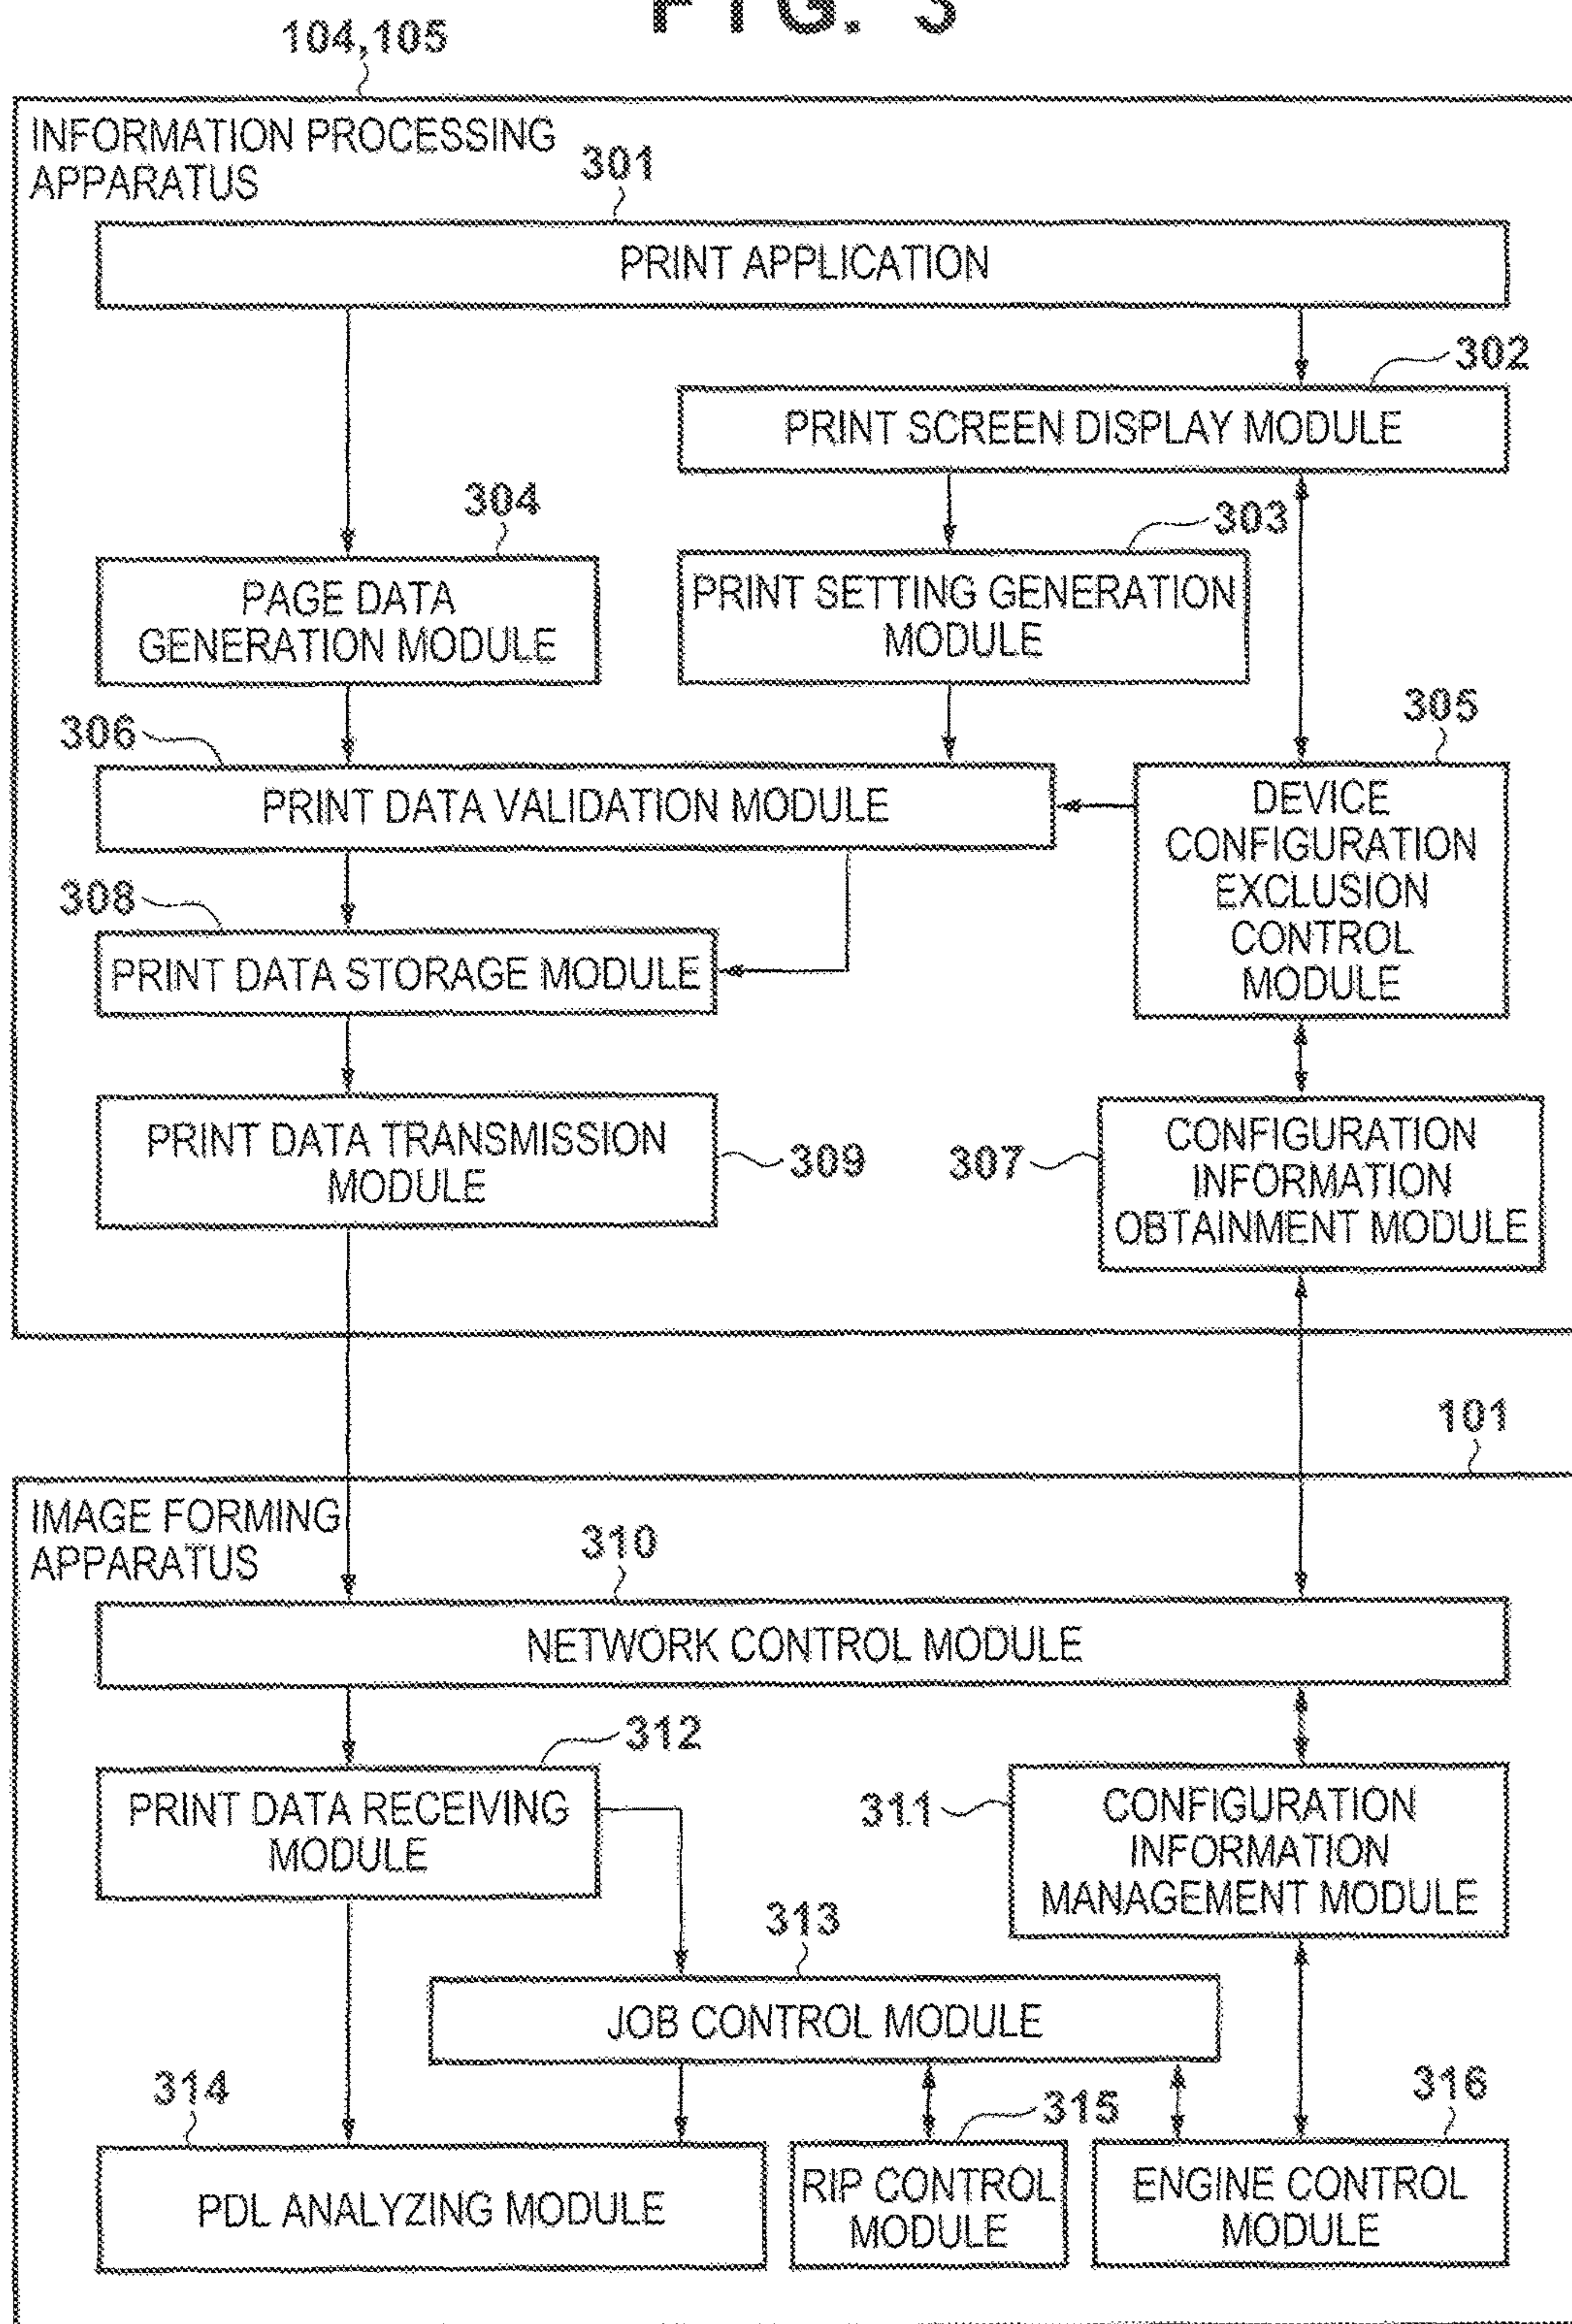 FIG. 3
104,105
INFORMATION PROCESSING
APPARATUS
301
PRINT APPLICATION
302
PRINT SCREEN DISPLAY MODULE
304
303
PAGE DATA
GENERATION MODULE
PRINT SETTING GENERATION
MODULE
306
305
PRINT DATA VALIDATION MODULE
DEVICE
CONFIGURATION
EXCLUSION
CONTROL
MODULE
308
PRINT DATA STORAGE MODULE
PRINT DATA TRANSMISSION
MODULE
309
307
CONFIGURATION
INFORMATION
OBTAINMENT MODULE
101
IMAGE FORMING
APPARATUS
310
NETWORK CONTROL MODULE
312
PRINT DATA RECEIVING
MODULE
311
CONFIGURATION
INFORMATION
MANAGEMENT MODULE
313
JOB CONTROL MODULE
314
315
316
PDL ANALYZING MODULE
RIP CONTROL
MODULE
ENGINE CONTROL
MODULE